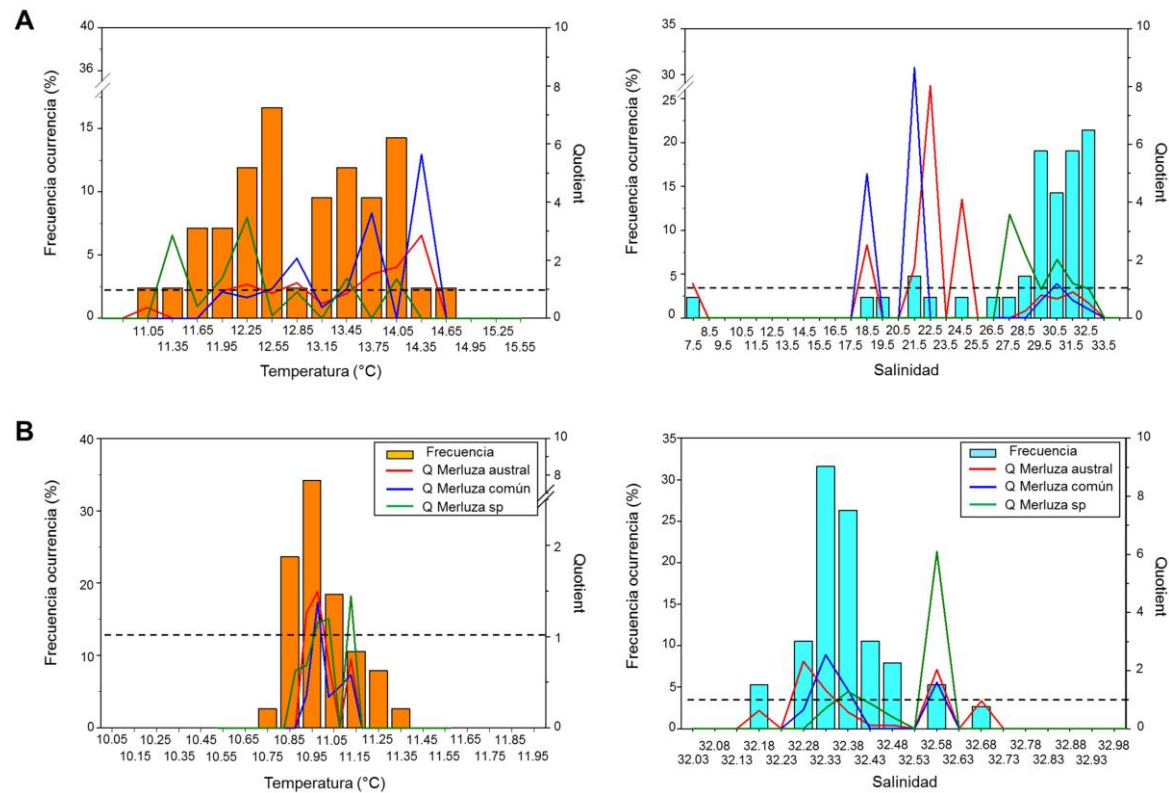 A
Frecuencia ocurrencia (%)
40
36
15
10
5
0
10
8
6
4
2
0
Quotient
11.05 11.65 12.25 12.85 13.45 14.05 14.65 15.25
11.35 11.95 12.55 13.15 13.75 14.35 14.95 15.55
Temperatura (°C)
Frecuencia ocurrencia (%)
35
30
25
20
15
10
5
0
10
8
6
4
2
0
Quotient
8.5 10.5 12.5 14.5 16.5 18.5 20.5 22.5 24.5 26.5 28.5 30.5 32.5
7.5 9.5 11.5 13.5 15.5 17.5 19.5 21.5 23.5 25.5 27.5 29.5 31.5 33.5
Salinidad
B
Frecuencia ocurrencia (%)
40
30
20
10
0
10
8
2
1
0
Quotient
Frecuencia
Q Merluza austral
Q Merluza común
Q Merluza sp
10.05 10.25 10.45 10.65 10.85 11.05 11.25 11.45 11.65 11.85
10.15 10.35 10.55 10.75 10.95 11.15 11.35 11.55 11.75 11.95
Temperatura (°C)
Frecuencia ocurrencia (%)
35
30
25
20
15
10
5
0
10
8
6
4
2
0
Quotient
Frecuencia
Q Merluza austral
Q Merluza común
Q Merluza sp
32.08 32.18 32.28 32.38 32.48 32.58 32.68 32.78 32.88 32.98
32.03 32.13 32.23 32.33 32.43 32.53 32.63 32.73 32.83 32.93
Salinidad